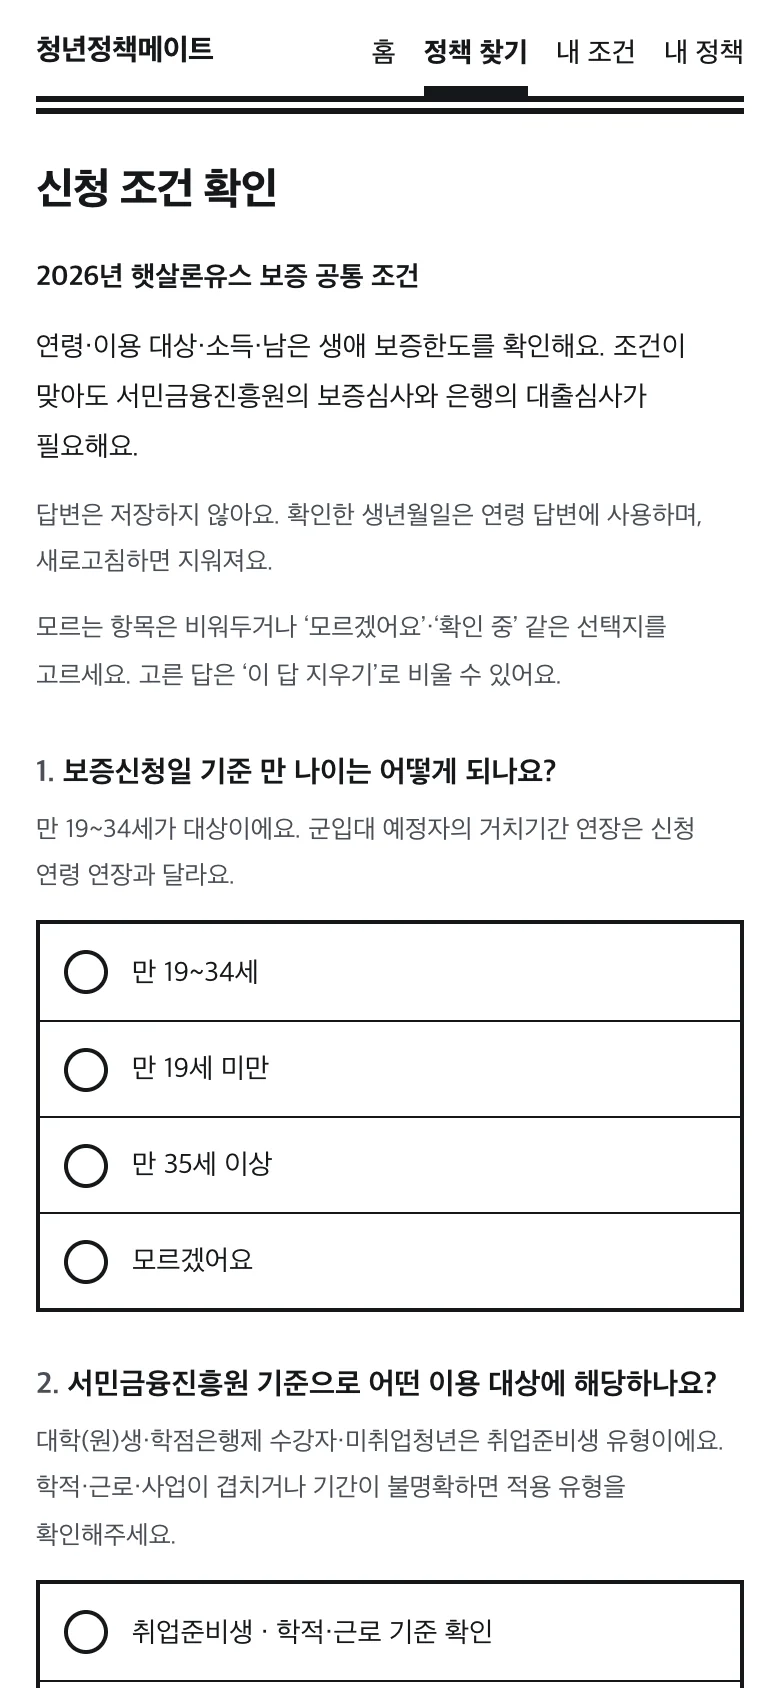 청년정책메이트
홈 정책 찾기 내 조건 내 정책
신청 조건 확인
2026년 햇살론유스 보증 공통 조건
연령·이용 대상·소득·남은 생애 보증한도를 확인해요. 조건이
맞아도 서민금융진흥원의 보증심사와 은행의 대출심사가
필요해요.
답변은 저장하지 않아요. 확인한 생년월일은 연령 답변에 사용하며,
새로고침하면 지워져요.
모르는 항목은 비워두거나 ‘모르겠어요’·‘확인 중’ 같은 선택지를
고르세요. 고른 답은 ‘이 답 지우기’로 비울 수 있어요.
1. 보증신청일 기준 만 나이는 어떻게 되나요?
만 19~34세가 대상이에요. 군입대 예정자의 거치기간 연장은 신청
연령 연장과 달라요.
만 19~34세
만 19세 미만
만 35세 이상
모르겠어요
2. 서민금융진흥원 기준으로 어떤 이용 대상에 해당하나요?
대학(원)생·학점은행제 수강자·미취업청년은 취업준비생 유형이에요.
학적·근로·사업이 겹치거나 기간이 불명확하면 적용 유형을
확인해주세요.
취업준비생 · 학적·근로 기준 확인